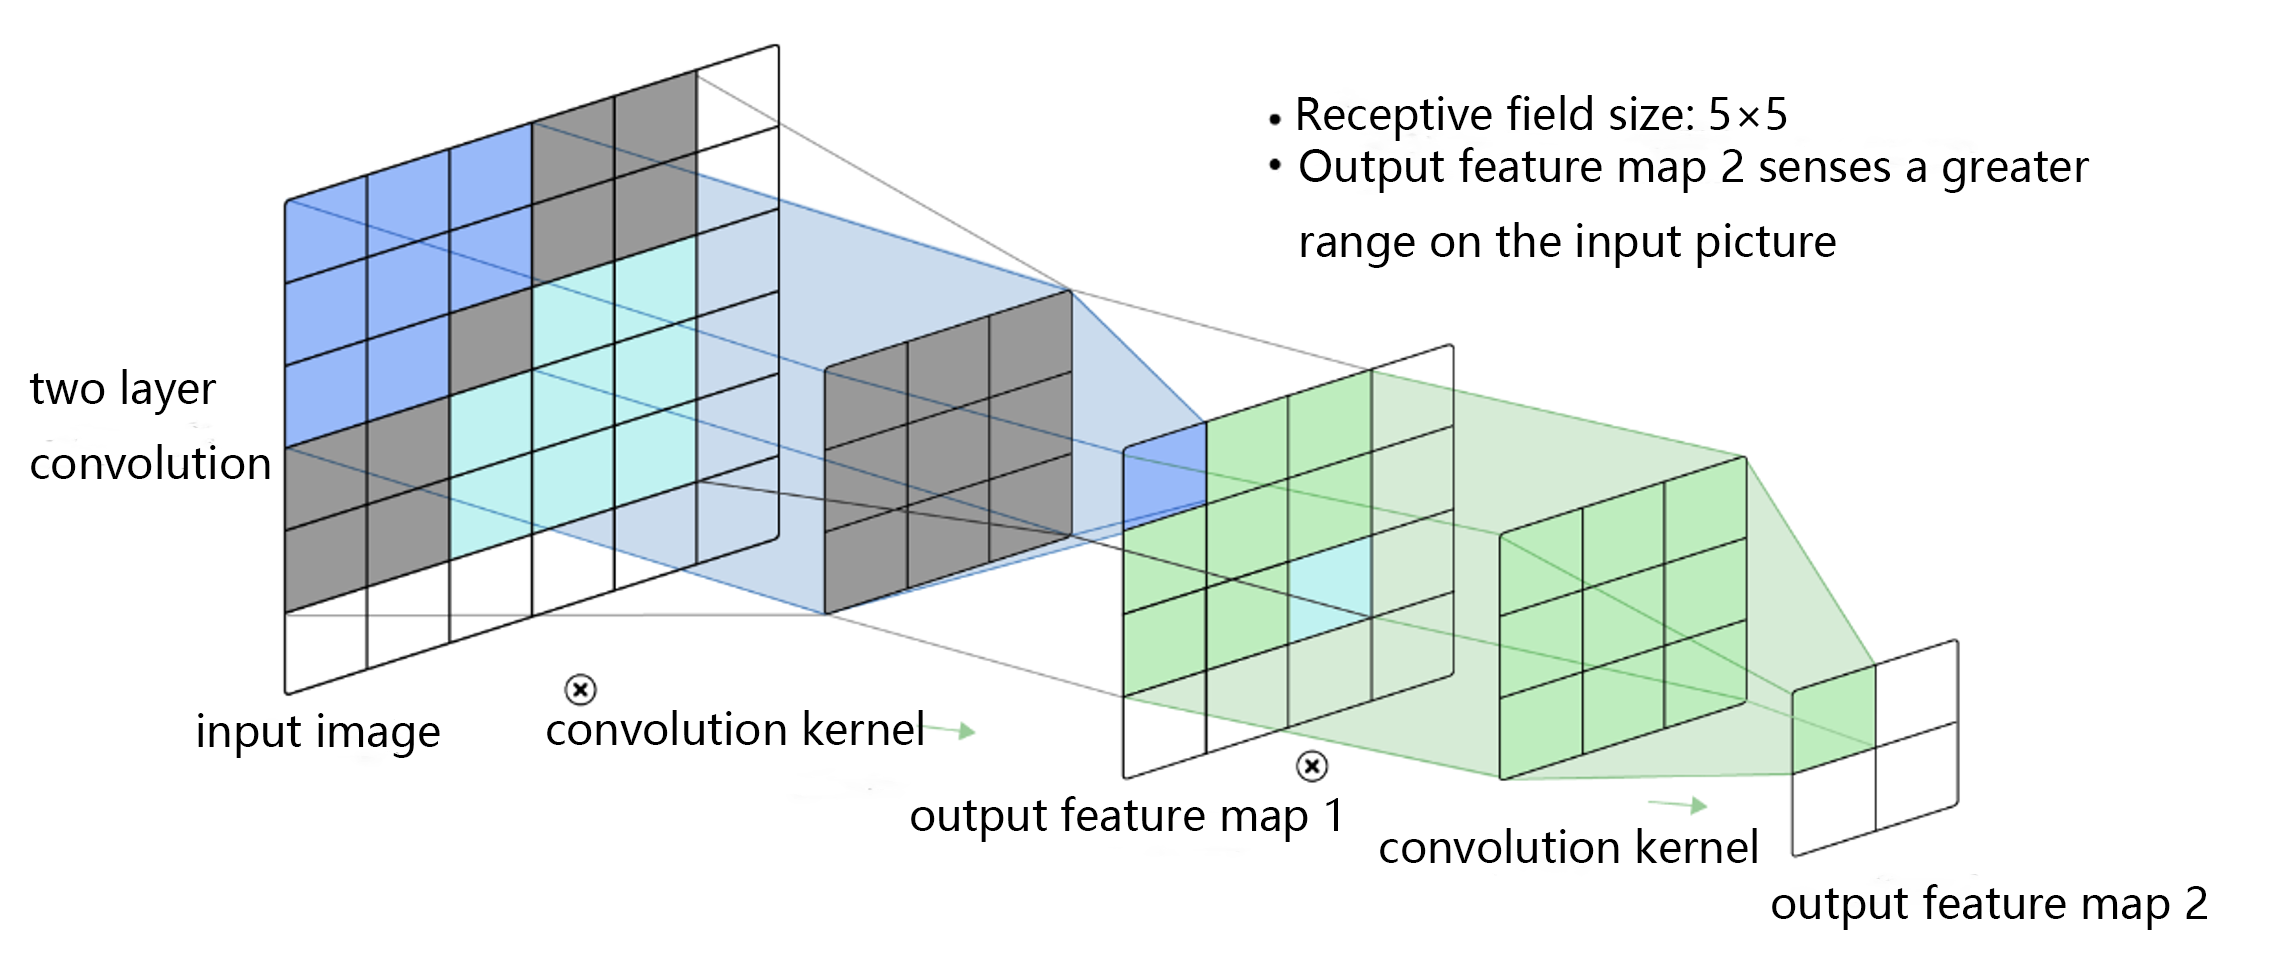 • Receptive field size: 5×5
• Output feature map 2 senses a greater
range on the input picture
two layer
convolution
input image
convolution kernel
output feature map 1
convolution kernel
output feature map 2